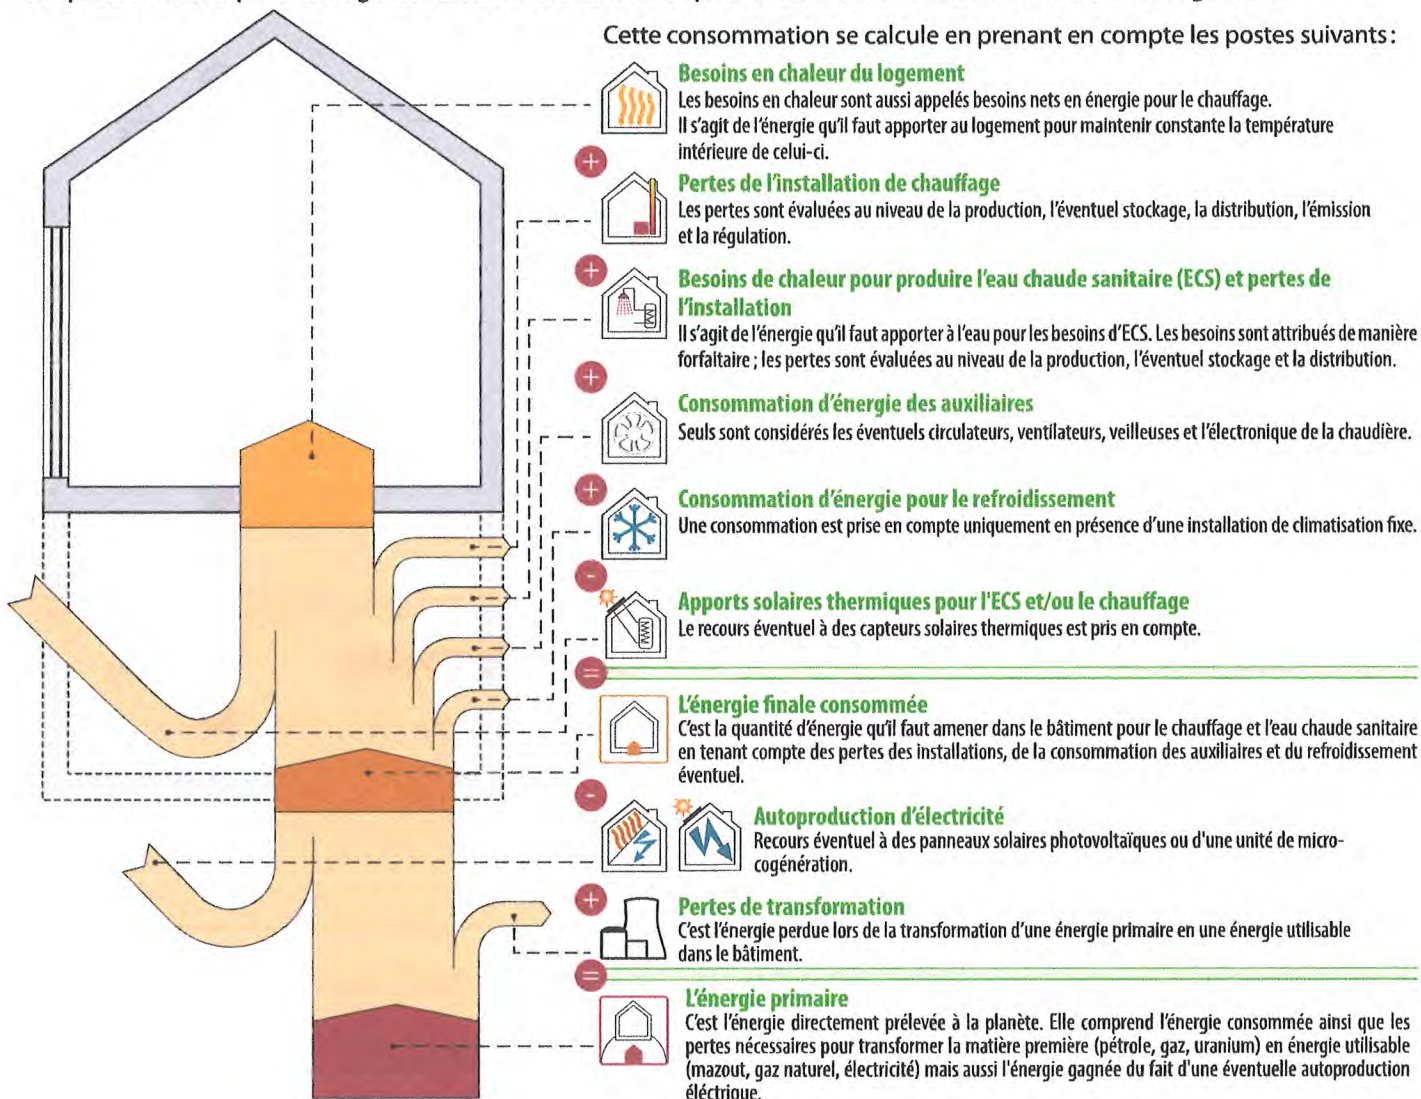 Cette consommation se calcule en prenant en compte les postes suivants:
Besoins en chaleur du logement
Les besoins en chaleur sont aussi appelés besoins nets en énergie pour le chauffage.
Il s'agit de l'énergie qu'il faut apporter au logement pour maintenir constante la température
intérieure de celui-ci.
+
Pertes de l'installation de chauffage
Les pertes sont évaluées au niveau de la production, l'éventuel stockage, la distribution, l'émission
et la régulation.
+
Besoins de chaleur pour produire l'eau chaude sanitaire (ECS) et pertes de
l'installation
Il s'agit de l'énergie qu'il faut apporter à l'eau pour les besoins d'ECS. Les besoins sont attribués de manière
forfaitaire ; les pertes sont évaluées au niveau de la production, l'éventuel stockage et la distribution.
+
Consommation d'énergie des auxiliaires
Seuls sont considérés les éventuels circulateurs, ventilateurs, veilleuses et l'électronique de la chaudière.
+
Consommation d'énergie pour le refroidissement
Une consommation est prise en compte uniquement en présence d'une installation de climatisation fixe.
-
Apports solaires thermiques pour l'ECS et/ou le chauffage
Le recours éventuel à des capteurs solaires thermiques est pris en compte.
=
L'énergie finale consommée
C'est la quantité d'énergie qu'il faut amener dans le bâtiment pour le chauffage et l'eau chaude sanitaire
en tenant compte des pertes des installations, de la consommation des auxiliaires et du refroidissement
éventuel.
-
Autoproduction d'électricité
Recours éventuel à des panneaux solaires photovoltaïques ou d'une unité de micro-
cogénération.
+
Pertes de transformation
C'est l'énergie perdue lors de la transformation d'une énergie primaire en une énergie utilisable
dans le bâtiment.
=
L'énergie primaire
C'est l'énergie directement prélevée à la planète. Elle comprend l'énergie consommée ainsi que les
pertes nécessaires pour transformer la matière première (pétrole, gaz, uranium) en énergie utilisable
(mazout, gaz naturel, électricité) mais aussi l'énergie gagnée du fait d'une éventuelle autoproduction
éléctrique.